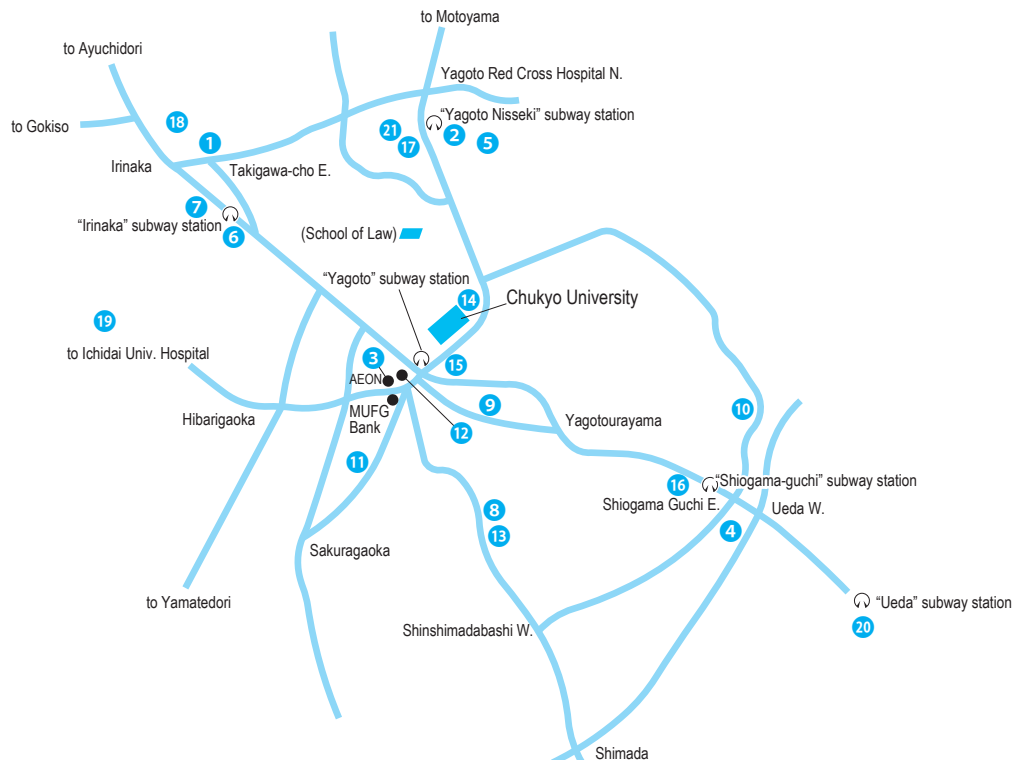 to Motoyama
to Ayuchidori
Yagoto Red Cross Hospital N.
to Gokiso
18
1
21
17
"Yagoto Nisseki" subway station
2
5
Irinaka
Takigawa-cho E.
7
"Irinaka" subway station
6
(School of Law)
"Yagoto" subway station
14
Chukyo University
19
to Ichidai Univ. Hospital
3
AEON
15
MUFG
Bank
Hibarigaoka
12
9
Yagotourayama
10
11
16
"Shiogama-guchi" subway station
Shiogama Guchi E.
Ueda W.
8
13
4
Sakuragaoka
to Yamatedori
Shinshimadabashi W.
"Ueda" subway station
20
Shimada